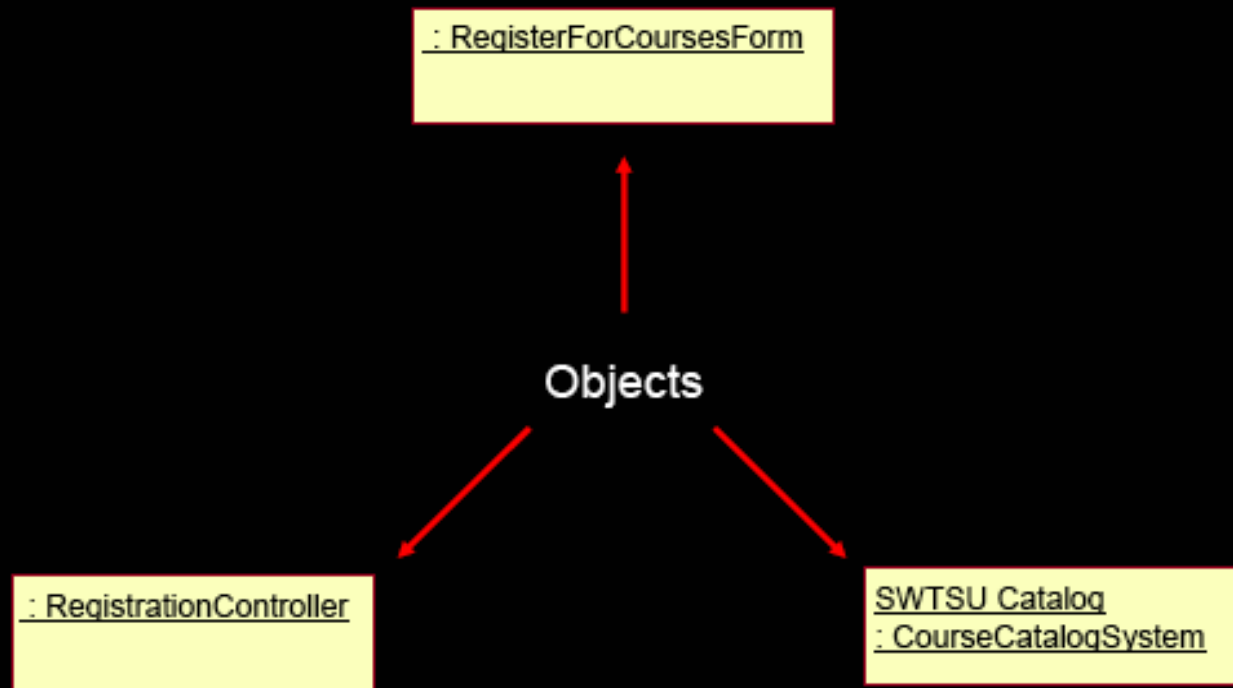 : RegisterForCoursesForm
Objects
: RegistrationController
SWTSU Catalog
: CourseCatalogSystem